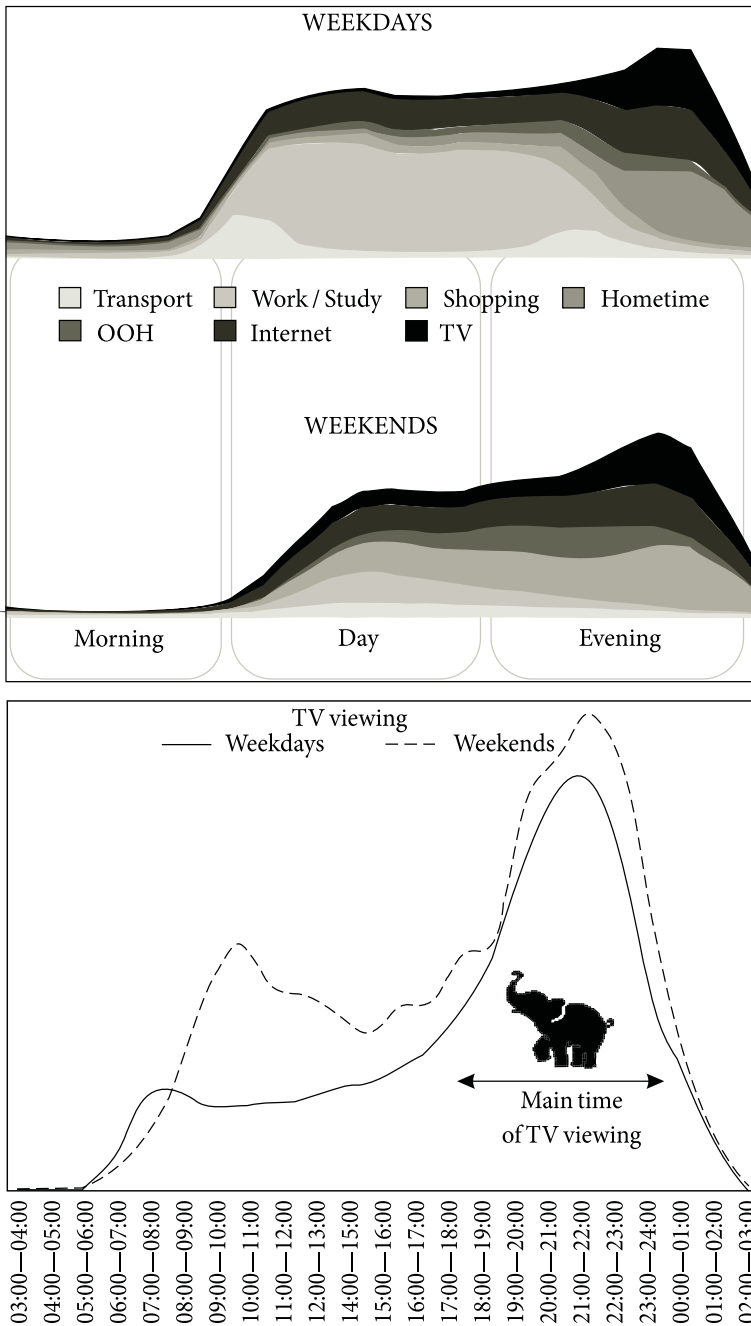 WEEKDAYS
Transport Work / Study Shopping Hometime
OOH Internet TV
WEEKENDS
Morning Day Evening
TV viewing
Weekdays Weekends
Main time
of TV viewing
03:00—04:00
04:00—05:00
05:00—06:00
06:00—07:00
07:00—08:00
08:00—09:00
09:00—10:00
10:00—11:00
11:00—12:00
12:00—13:00
13:00—14:00
14:00—15:00
15:00—16:00
16:00—17:00
17:00—18:00
18:00—19:00
19:00—20:00
20:00—21:00
21:00—22:00
22:00—23:00
23:00—24:00
00:00—01:00
01:00—02:00
02:00—03:00